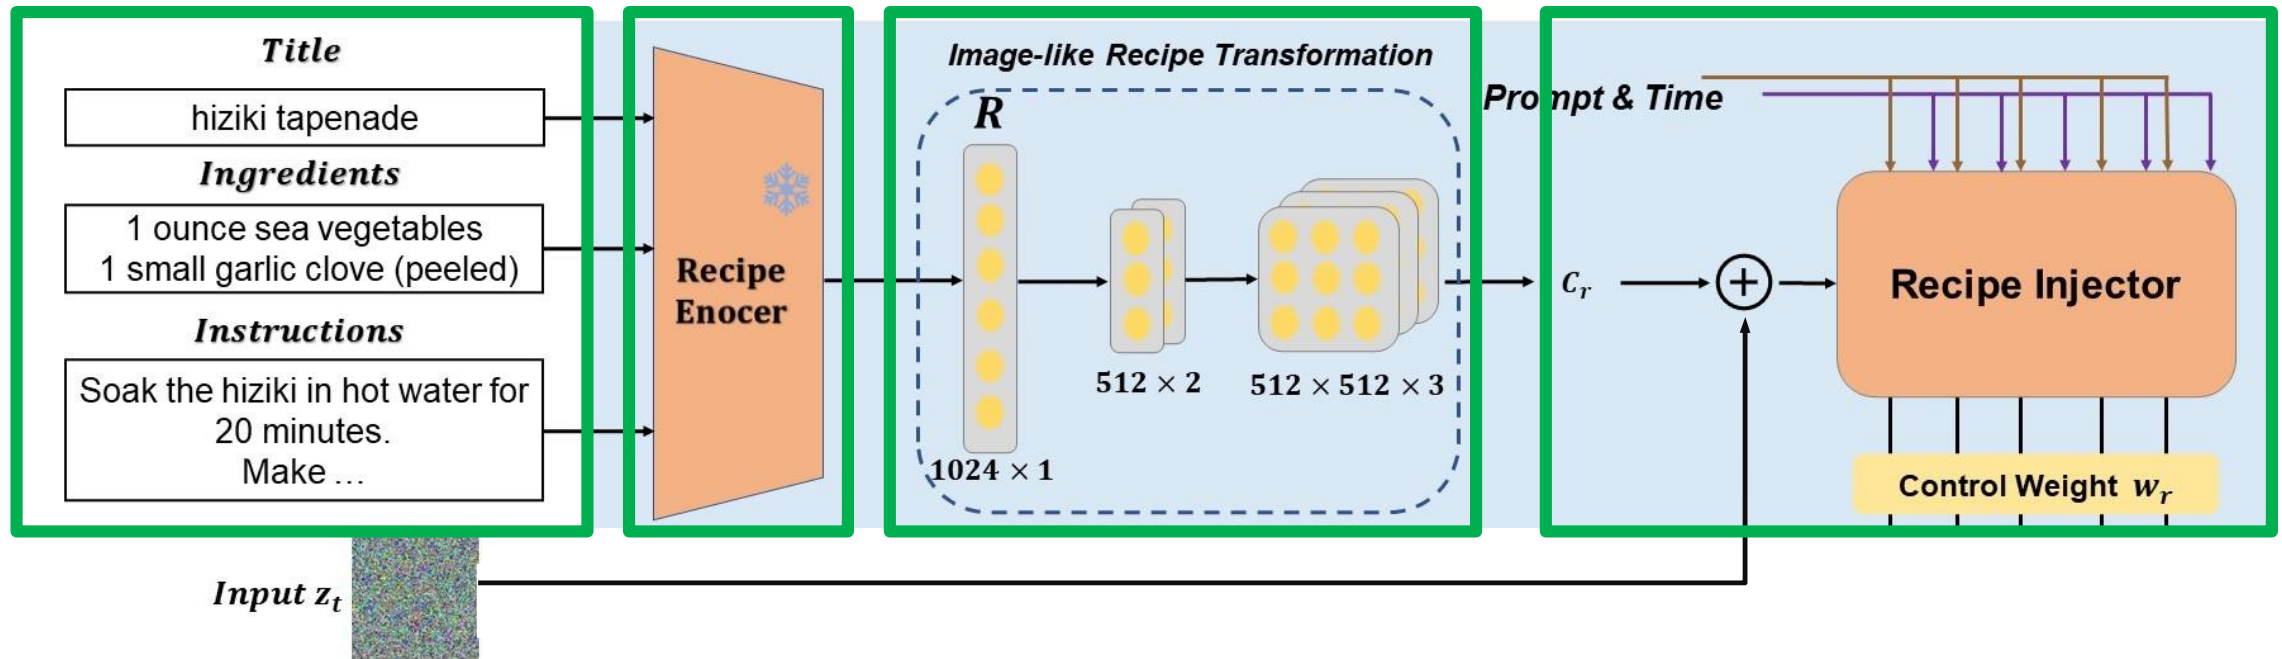 Title
hiziki tapenade
Ingredients
1 ounce sea vegetables
1 small garlic clove (peeled)
Instructions
Soak the hiziki in hot water for
20 minutes.
Make ...
Input z_t
Recipe
Enocer
Image-like Recipe Transformation
R
1024 × 1
512 × 2
512 × 512 × 3
Prompt & Time
C_r
+
Recipe Injector
Control Weight w_r